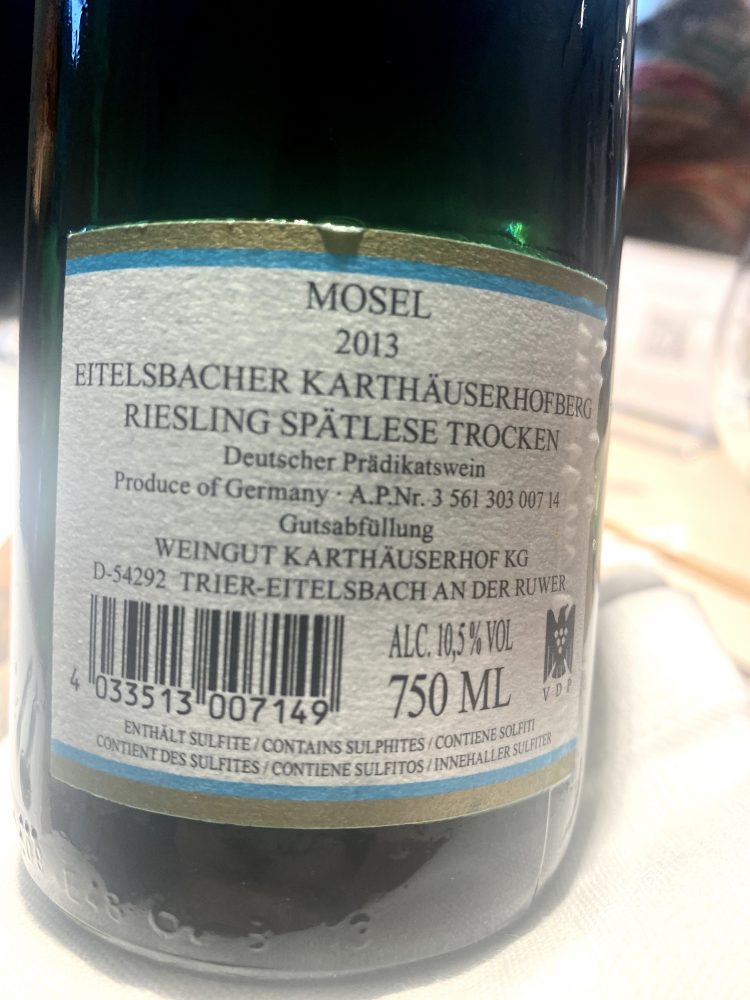 MOSEL
2013
EITELSBACHER KARTHÄUSERHOFBERG
RIESLING SPÄTLESE TROCKEN
Deutscher Prädikatswein
Produce of Germany · A.P.Nr. 3 561 303 007 14
Gutsabfüllung
WEINGUT KARTHÄUSERHOF KG
D-54292 TRIER-EITELSBACH AN DER RUWER
ALC. 10,5 % VOL
750 ML
VDP
4 033513 007149
ENTHÄLT SULFITE / CONTAINS SULPHITES / CONTIENE SOLFITI
CONTIENT DES SULFITES / CONTIENE SULFITOS / INNEHALLER SULFITER